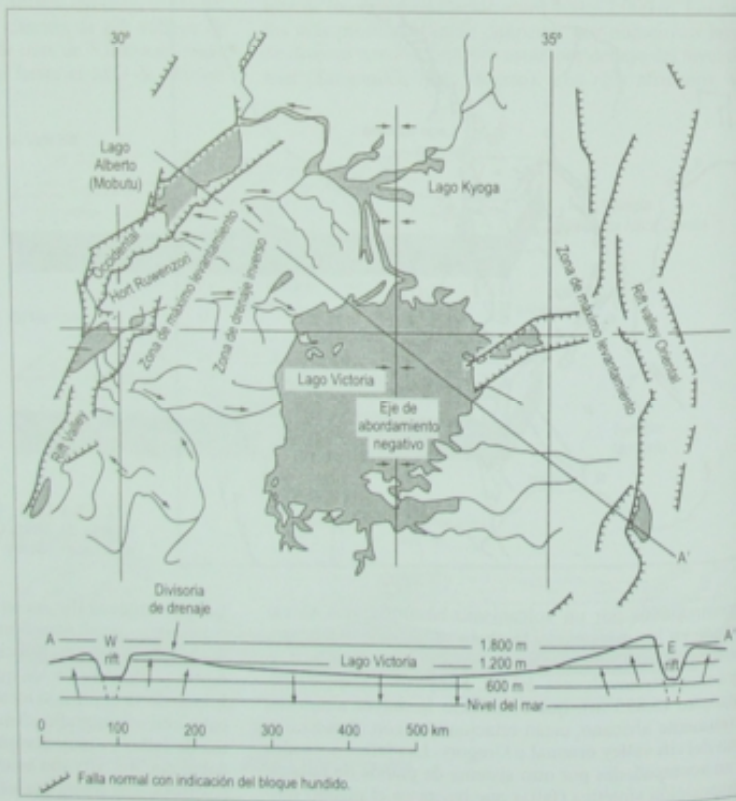 30º
35º
Lago
Alberto
(Mobutu)
Lago Kyoga
Occidental
Hort Ruwenzori
Zona de máximo levantamiento
Zona de drenaje inverso
Zona de máximo levantamiento
Rift valley Oriental
Lago Victoria
Eje de
abordamiento
negativo
Rift Valley
A'
Divisoria
de drenaje
A
W
rift
Lago Victoria
1.800 m
1.200 m
600 m
Nivel del mar
E
rift
A'
0 100 200 300 400 500 km
Falla normal con indicación del bloque hundido.